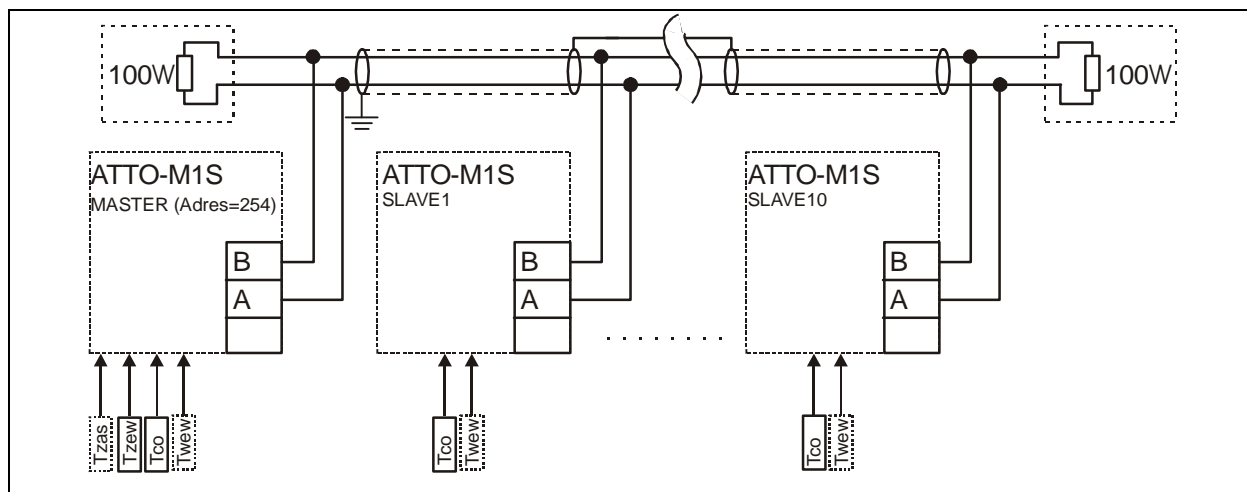 100W
100W
ATTO-M1S
MASTER (Adres=254)
B
A
ATTO-M1S
SLAVE1
B
A
. . . . . . . .
ATTO-M1S
SLAVE10
B
A
Tzas
Tzew
Tco
Twew
Tco
Twew
Tco
Twew